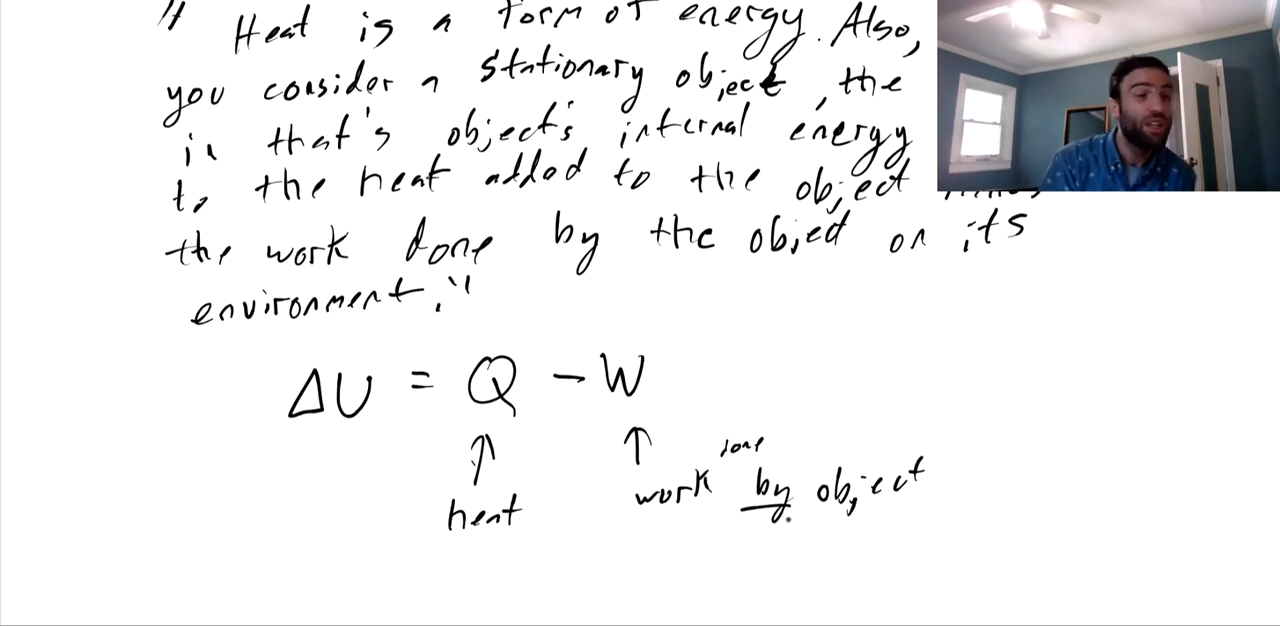 " Heat is a form of energy. Also,
you consider a stationary object, the
in that's object's internal energy
to the heat added to the object
the work done by the object on its
environment."
ΔU = Q - W
↑ ↑ done
heat work by object